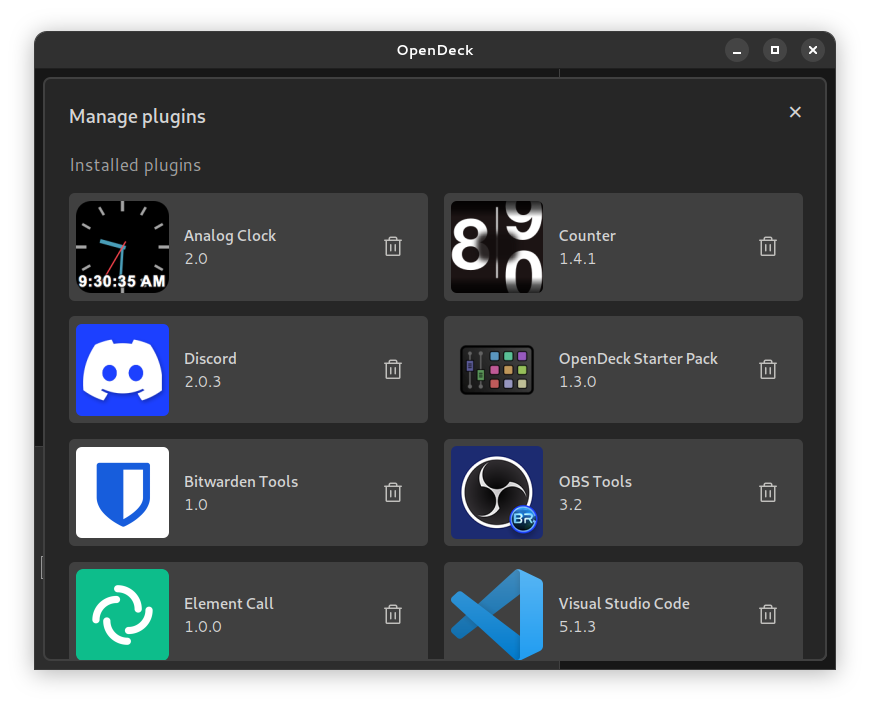 OpenDeck
Manage plugins
Installed plugins
Analog Clock
2.0
9:30:35 AM
Counter
1.4.1
8 9
0
Discord
2.0.3
OpenDeck Starter Pack
1.3.0
Bitwarden Tools
1.0
OBS Tools
3.2
BR
Element Call
1.0.0
Visual Studio Code
5.1.3